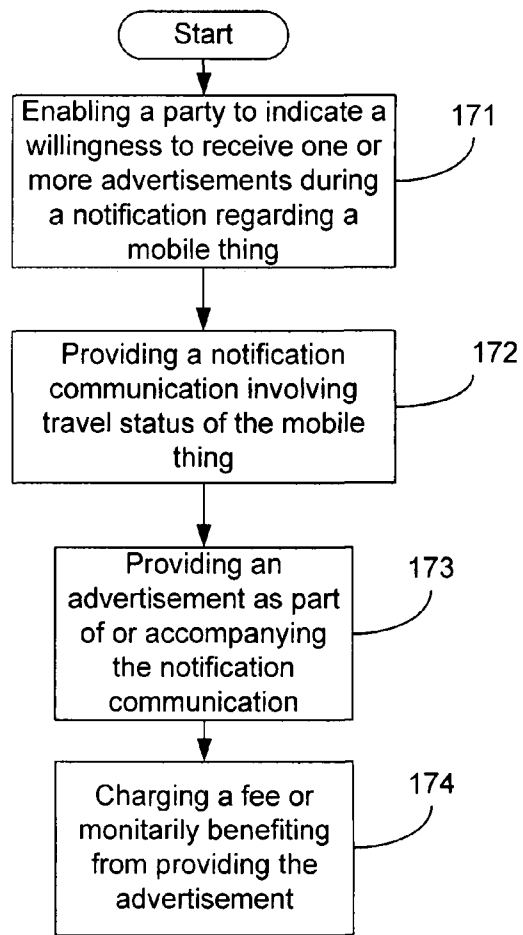 Start
Enabling a party to indicate a
willingness to receive one or
more advertisements during
a notification regarding a
mobile thing
171
Providing a notification
communication involving
travel status of the mobile
thing
172
Providing an
advertisement as part
of or accompanying
the notification
communication
173
Charging a fee or
monitarily benefiting
from providing the
advertisement
174